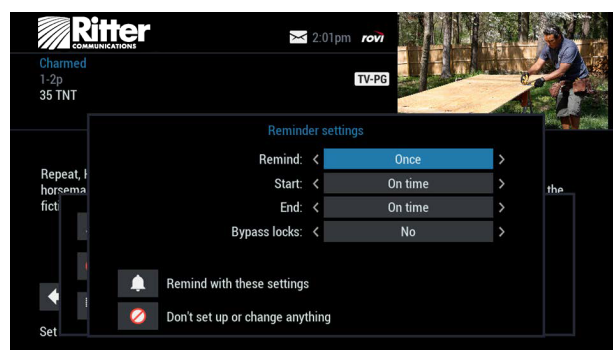 Ritter
COMMUNICATIONS
2:01pm rovi
Charmed
1-2p
TV-PG
35 TNT
Reminder settings
Remind: < Once >
Start: < On time >
End: < On time >
Bypass locks: < No >
Repeat,
the
Remind with these settings
Don't set up or change anything
Set